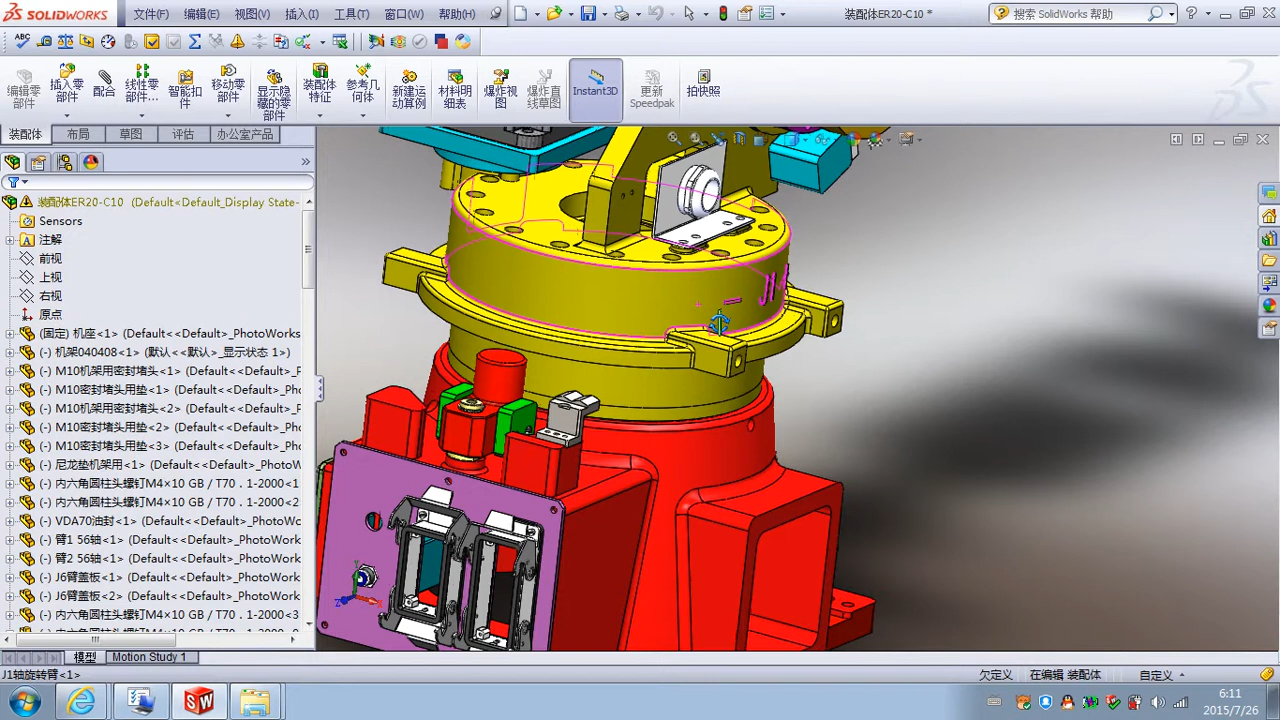 SOLIDWORKS
文件(F) 编辑(E) 视图(V) 插入(I) 工具(T) 窗口(W) 帮助(H)
装配体ER20-C10 *
搜索 SolidWorks 帮助
编辑零部件
插入零部件
配合
线性零部件...
智能扣件
移动零部件
显示隐藏的零部件
装配体特征
参考几何体
新建运动算例
材料明细表
爆炸视图
爆炸直线草图
Instant3D
更新 Speedpak
拍快照
装配体 布局 草图 评估 办公室产品
装配体ER20-C10 (Default<Default_Display State-
Sensors
注解
前视
上视
右视
原点
(固定) 机座<1> (Default<<Default>_PhotoWorks
(-) 机架040408<1> (默认<<默认>_显示状态 1>)
(-) M10机架用密封堵头<1> (Default<<Default>_
(-) M10密封堵头用垫<1> (Default<<Default>_
(-) M10机架用密封堵头<2> (Default<<Default>_
(-) M10密封堵头用垫<2> (Default<<Default>_
(-) M10密封堵头用垫<3> (Default<<Default>_
(-) 尼龙垫机架用<1> (Default<<Default>_PhotoW
(-) 内六角圆柱头螺钉M4×10 GB / T70 . 1-2000<1
(-) 内六角圆柱头螺钉M4×10 GB / T70 . 1-2000<2
(-) VDA70油封<1> (Default<<Default>_PhotoWo
(-) 臂1 56轴<1> (Default<<Default>_PhotoWorks
(-) 臂2 56轴<1> (Default<<Default>_PhotoWorks
(-) J6臂盖板<1> (Default<<Default>_PhotoWork
(-) J6臂盖板<2> (Default<<Default>_PhotoWork
(-) 内六角圆柱头螺钉M4×10 GB / T70 . 1-2000<3
模型 Motion Study 1
J1轴旋转臂<1>
欠定义 在编辑 装配体 自定义
6:11
2015/7/26